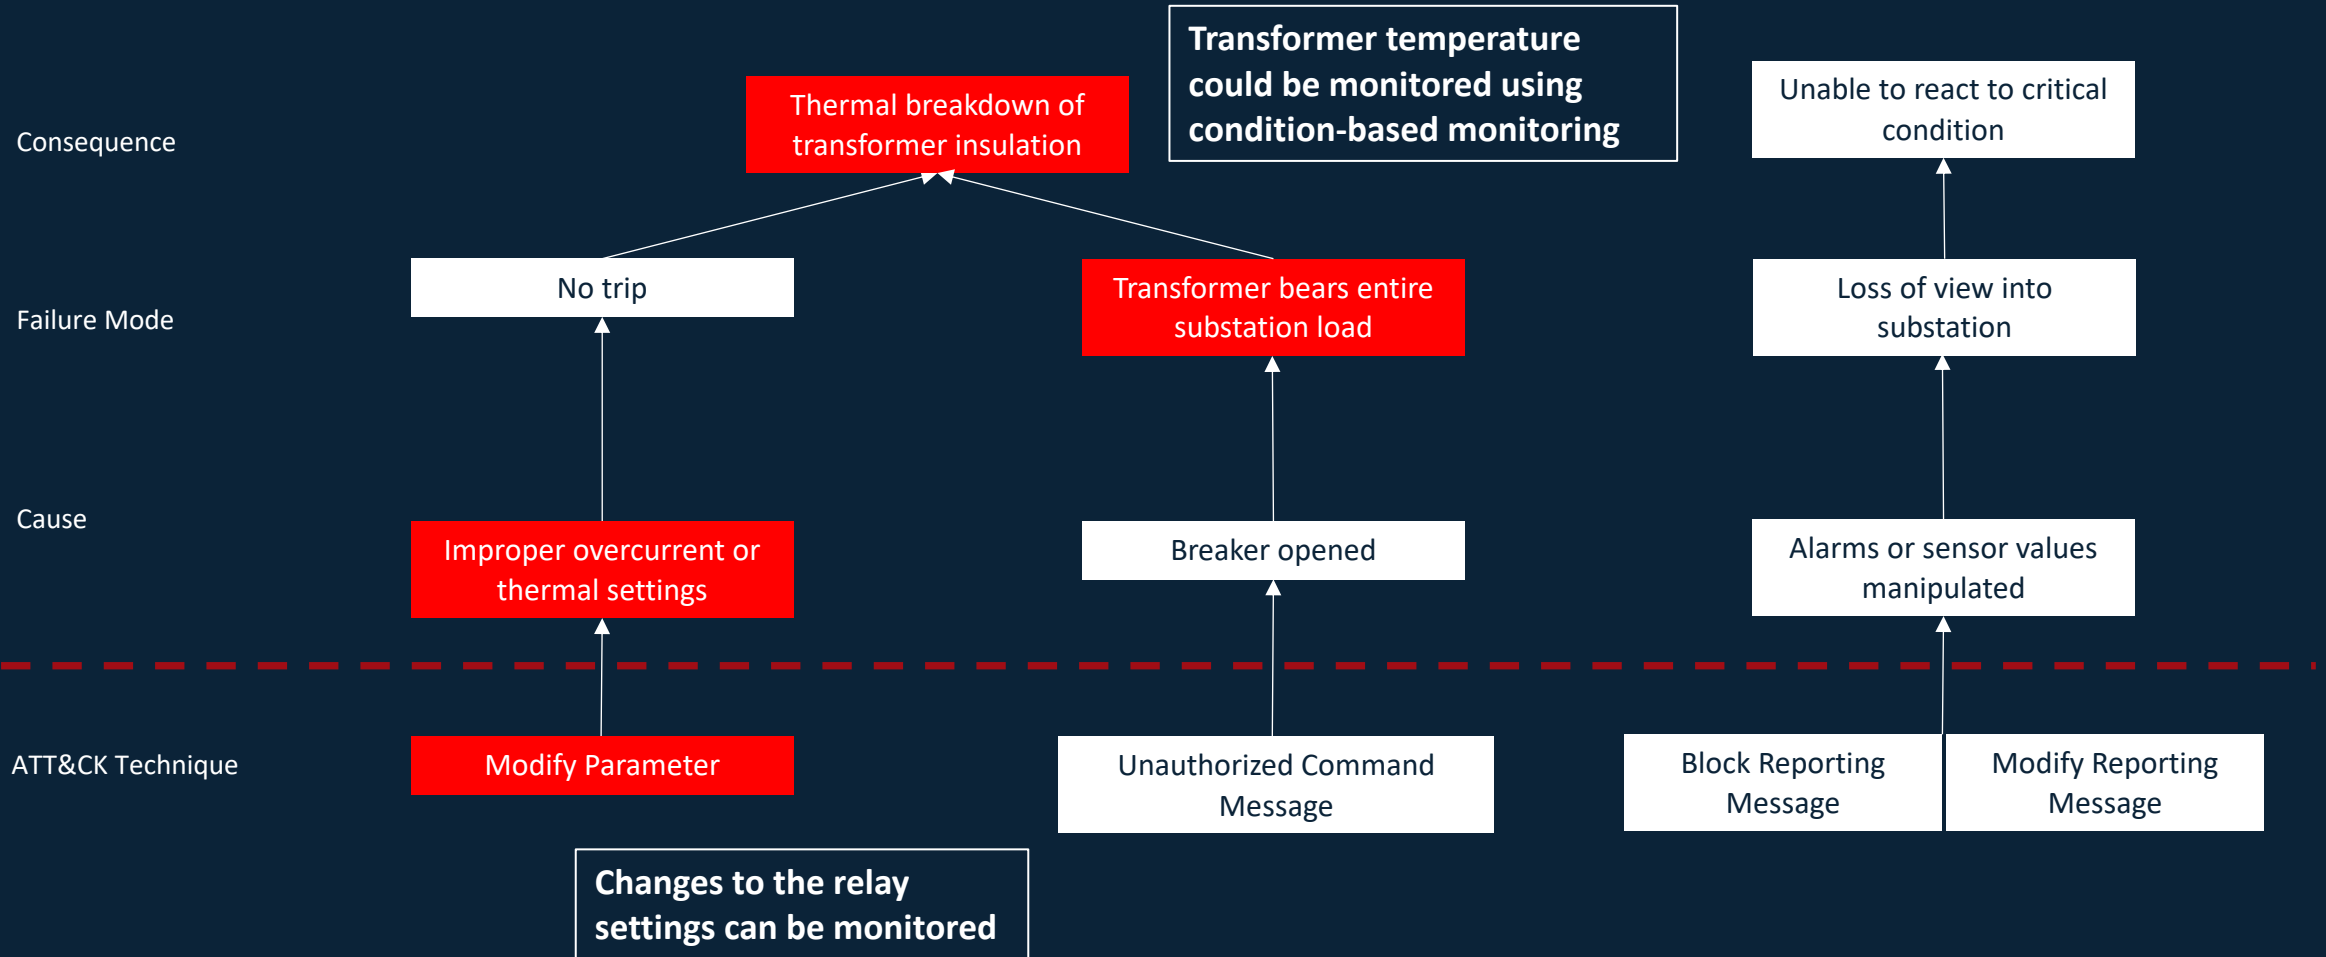 Transformer temperature
could be monitored using
condition-based monitoring
Consequence
Thermal breakdown of
transformer insulation
Unable to react to critical
condition
Failure Mode
No trip
Transformer bears entire
substation load
Loss of view into
substation
Cause
Improper overcurrent or
thermal settings
Breaker opened
Alarms or sensor values
manipulated
ATT&CK Technique
Modify Parameter
Unauthorized Command
Message
Block Reporting
Message
Modify Reporting
Message
Changes to the relay
settings can be monitored